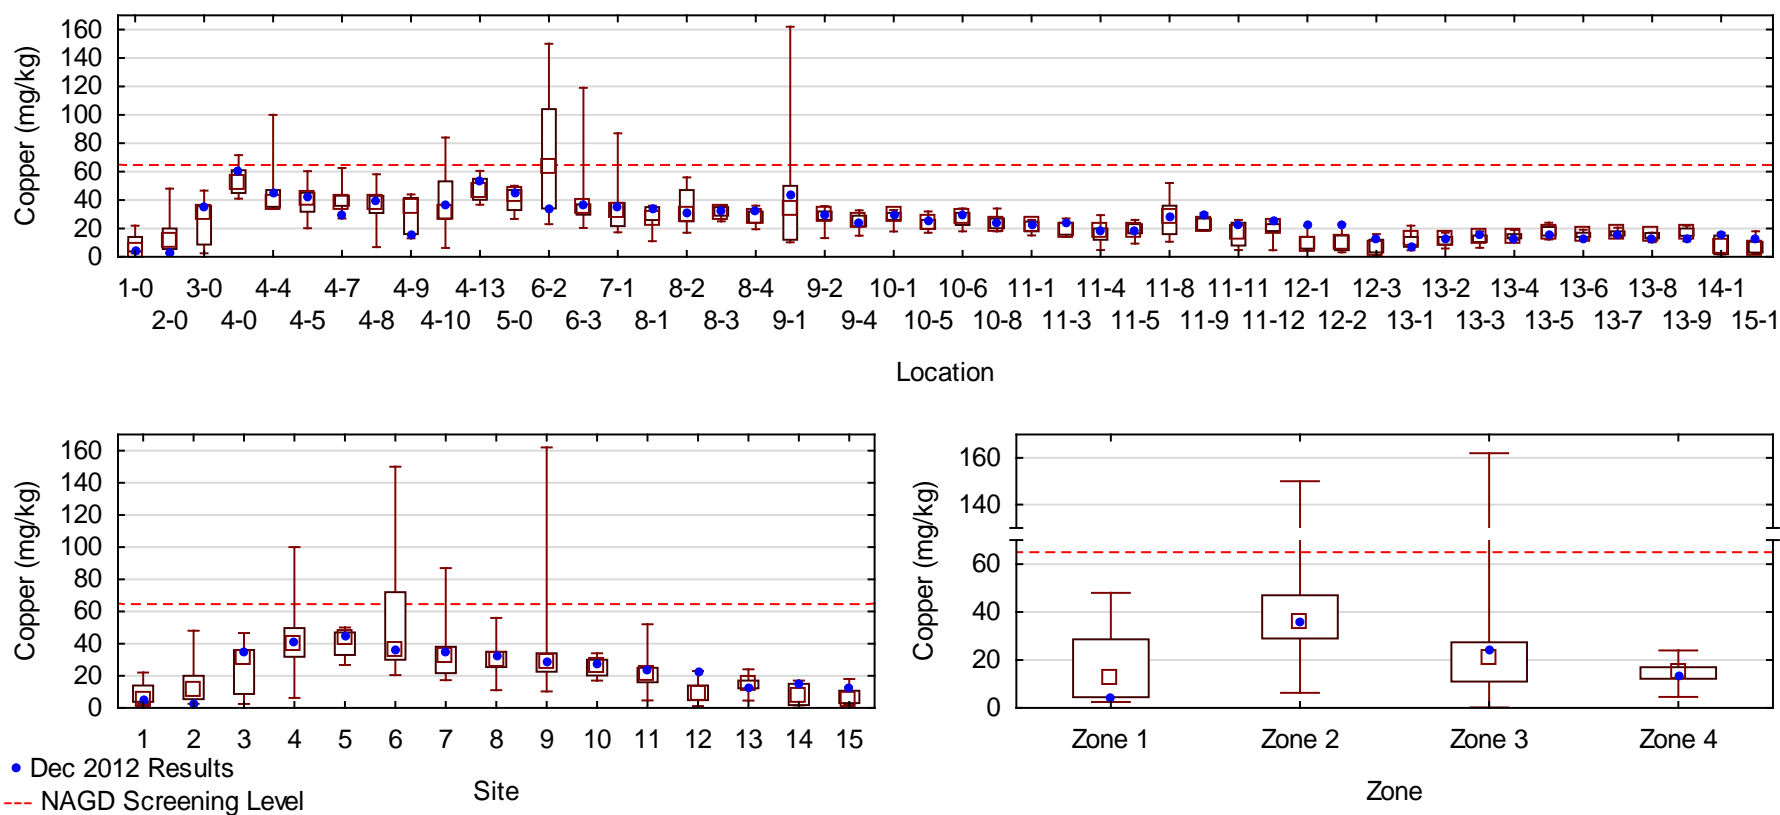 160
140
120
100
80
60
40
20
0
Copper (mg/kg)
1-0 3-0 4-4 4-7 4-9 4-13 6-2 7-1 8-2 8-4 9-2 10-1 10-6 11-1 11-4 11-8 11-11 12-1 12-3 13-2 13-4 13-6 13-8 14-1
2-0 4-0 4-5 4-8 4-10 5-0 6-3 8-1 8-3 9-1 9-4 10-5 10-8 11-3 11-5 11-9 11-12 12-2 13-1 13-3 13-5 13-7 13-9 15-1
Location
160
140
120
100
80
60
40
20
0
Copper (mg/kg)
1 2 3 4 5 6 7 8 9 10 11 12 13 14 15
Site
Dec 2012 Results
NAGD Screening Level
160
140
60
40
20
0
Copper (mg/kg)
Zone 1 Zone 2 Zone 3 Zone 4
Zone